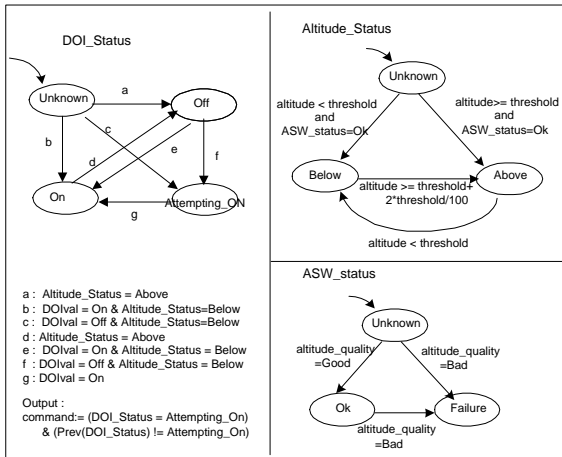 DOI_Status
Unknown
a
Off
b
c
d
e
f
On
Attempting_ON
g
a : Altitude_Status = Above
b : DOIval = On & Altitude_Status=Below
c : DOIval = Off & Altitude_Status=Below
d : Altitude_Status = Above
e : DOIval = On & Altitude_Status = Below
f : DOIval = Off & Altitude_Status = Below
g : DOIval = On
Output :
command:= (DOI_Status = Attempting_On)
& (Prev(DOI_Status) != Attempting_On)
Altitude_Status
Unknown
altitude < threshold
and
ASW_status=Ok
altitude>= threshold
and
ASW_status=Ok
Below
Above
altitude >= threshold+
2*threshold/100
altitude < threshold
ASW_status
Unknown
altitude_quality
=Good
altitude_quality
=Bad
Ok
Failure
altitude_quality
=Bad